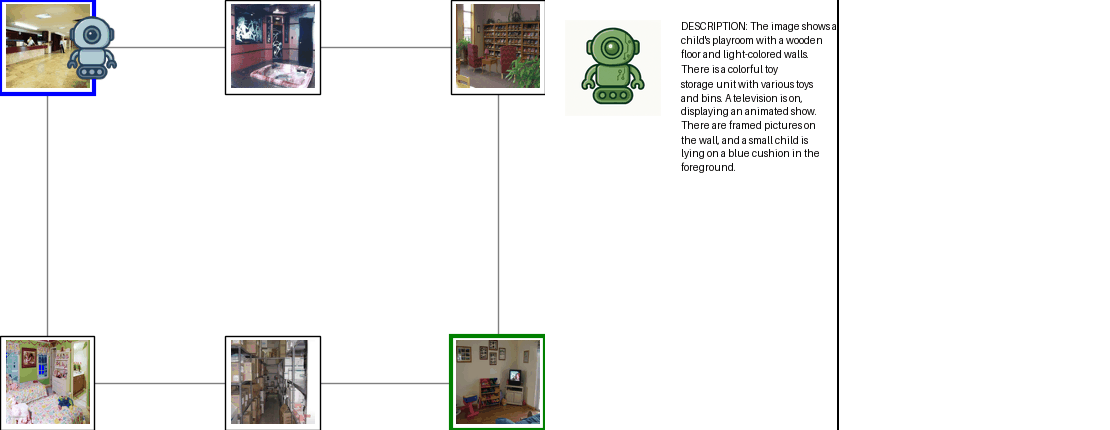 DESCRIPTION: The image shows a
child's playroom with a wooden
floor and light-colored walls.
There is a colorful toy
storage unit with various toys
and bins. A television is on,
displaying an animated show.
There are framed pictures on
the wall, and a small child is
lying on a blue cushion in the
foreground.